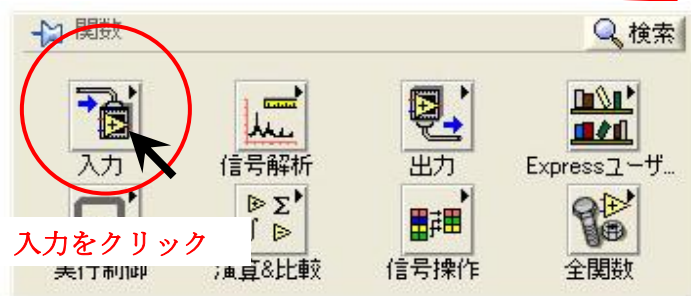 関数
検索
入力
信号解析
出力
Expressユーザ...
入力をクリック
実行制御
演算&比較
信号操作
全関数